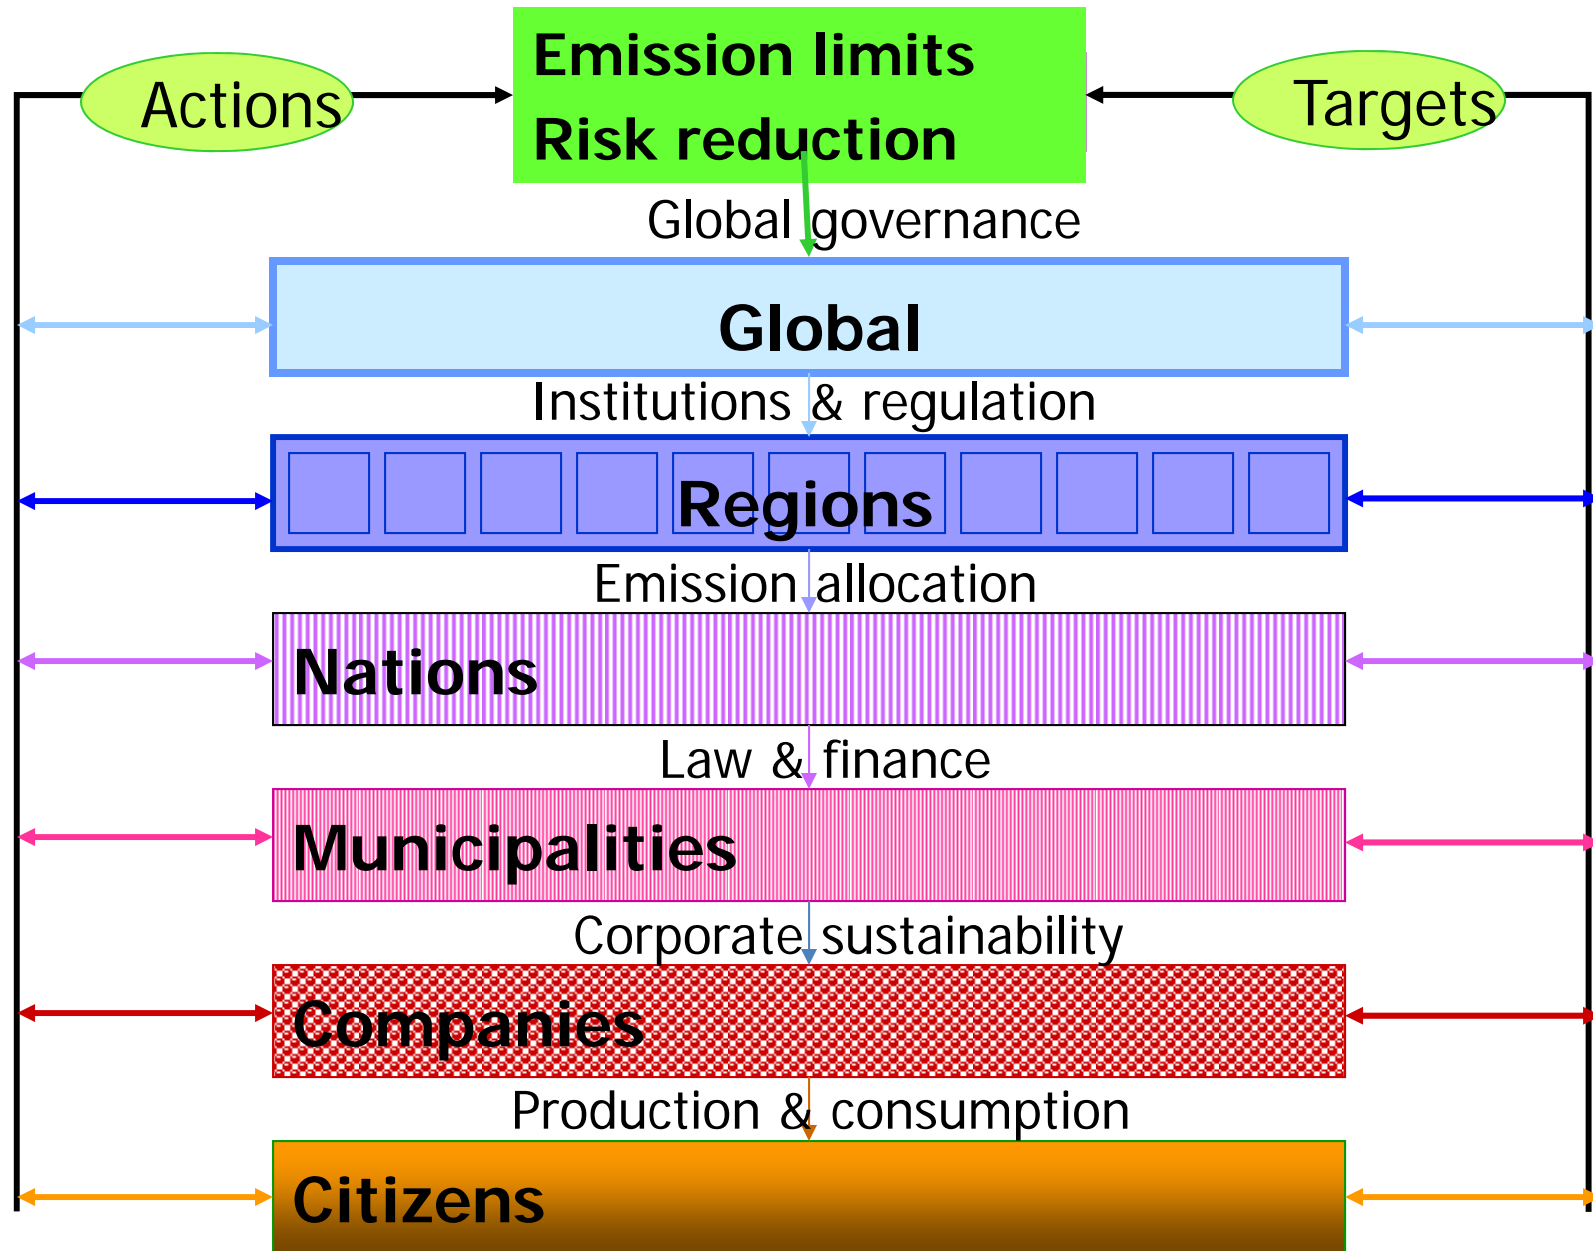 Emission limits
Actions
Targets
Risk reduction
Global governance
Global
Institutions & regulation
Regions
Emission allocation
Nations
Law & finance
Municipalities
Corporate sustainability
Companies
Production & consumption
Citizens